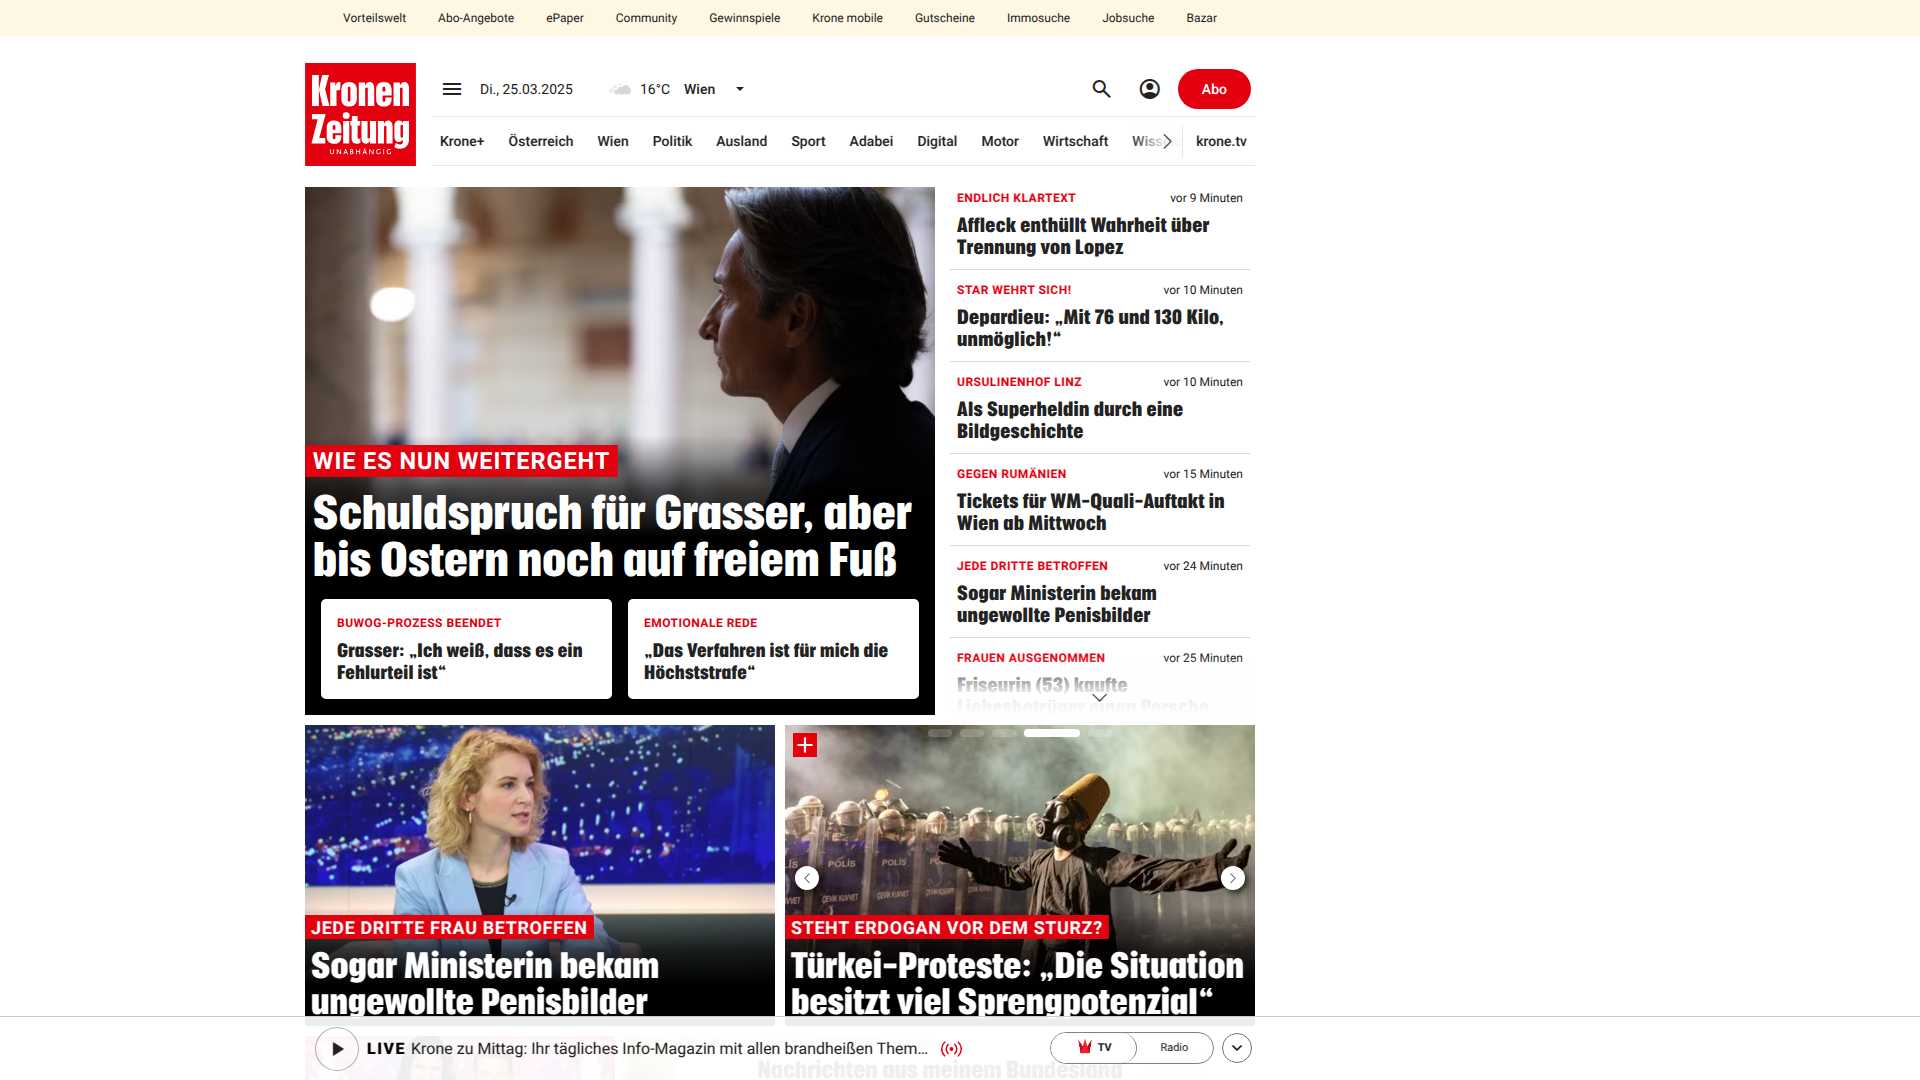 Vorteilswelt Abo-Angebote ePaper Community Gewinnspiele Krone mobile Gutscheine Immosuche Jobsuche Bazar
Kronen
Zeitung
UNABHÄNGIG
Di., 25.03.2025 16°C Wien
Abo
Krone+ Österreich Wien Politik Ausland Sport Adabei Digital Motor Wirtschaft Wiss krone.tv
WIE ES NUN WEITERGEHT
Schuldspruch für Grasser, aber
bis Ostern noch auf freiem Fuß
BUWOG-PROZESS BEENDET
Grasser: „Ich weiß, dass es ein
Fehlurteil ist“
EMOTIONALE REDE
„Das Verfahren ist für mich die
Höchststrafe“
ENDLICH KLARTEXT vor 9 Minuten
Affleck enthüllt Wahrheit über
Trennung von Lopez
STAR WEHRT SICH! vor 10 Minuten
Depardieu: „Mit 76 und 130 Kilo,
unmöglich!“
URSULINENHOF LINZ vor 10 Minuten
Als Superheldin durch eine
Bildgeschichte
GEGEN RUMÄNIEN vor 15 Minuten
Tickets für WM-Quali-Auftakt in
Wien ab Mittwoch
JEDE DRITTE BETROFFEN vor 24 Minuten
Sogar Ministerin bekam
ungewollte Penisbilder
FRAUEN AUSGENOMMEN vor 25 Minuten
Friseurin (53) kaufte
Liebesbetrüger einen Porsche
JEDE DRITTE FRAU BETROFFEN
Sogar Ministerin bekam
ungewollte Penisbilder
POLİS POLİS
ÇEVİK KUVVET
STEHT ERDOGAN VOR DEM STURZ?
Türkei-Proteste: „Die Situation
besitzt viel Sprengpotenzial“
LIVE Krone zu Mittag: Ihr tägliches Info-Magazin mit allen brandheißen Them...
TV Radio
Nachrichten aus meinem Bundesland